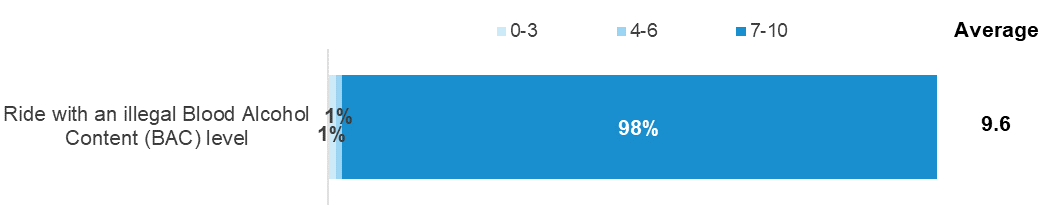 0-3 4-6 7-10 Average
Ride with an illegal Blood Alcohol
Content (BAC) level
1%
1%
98%
9.6